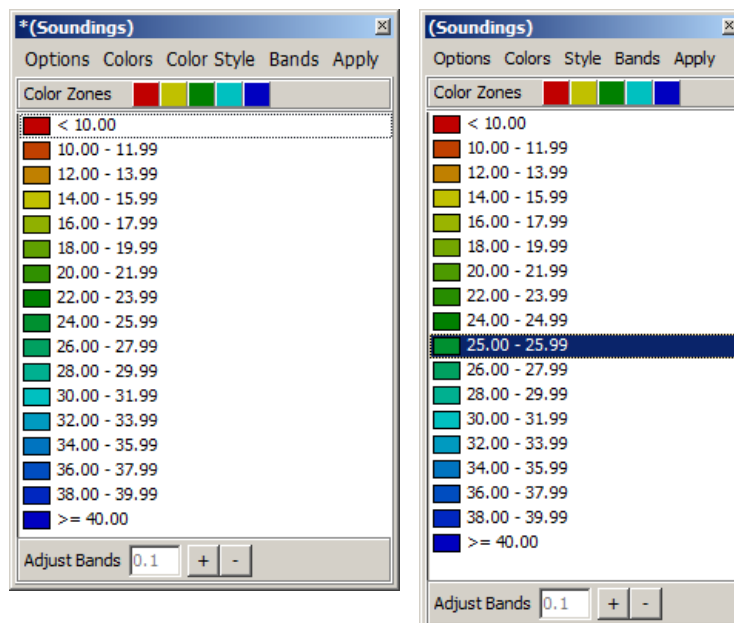 *(Soundings)
Options Colors Color Style Bands Apply
Color Zones
< 10.00
10.00 - 11.99
12.00 - 13.99
14.00 - 15.99
16.00 - 17.99
18.00 - 19.99
20.00 - 21.99
22.00 - 23.99
24.00 - 25.99
26.00 - 27.99
28.00 - 29.99
30.00 - 31.99
32.00 - 33.99
34.00 - 35.99
36.00 - 37.99
38.00 - 39.99
>= 40.00
Adjust Bands 0.1 + -
(Soundings)
Options Colors Style Bands Apply
Color Zones
< 10.00
10.00 - 11.99
12.00 - 13.99
14.00 - 15.99
16.00 - 17.99
18.00 - 19.99
20.00 - 21.99
22.00 - 23.99
24.00 - 24.99
25.00 - 25.99
26.00 - 27.99
28.00 - 29.99
30.00 - 31.99
32.00 - 33.99
34.00 - 35.99
36.00 - 37.99
38.00 - 39.99
>= 40.00
Adjust Bands 0.1 + -